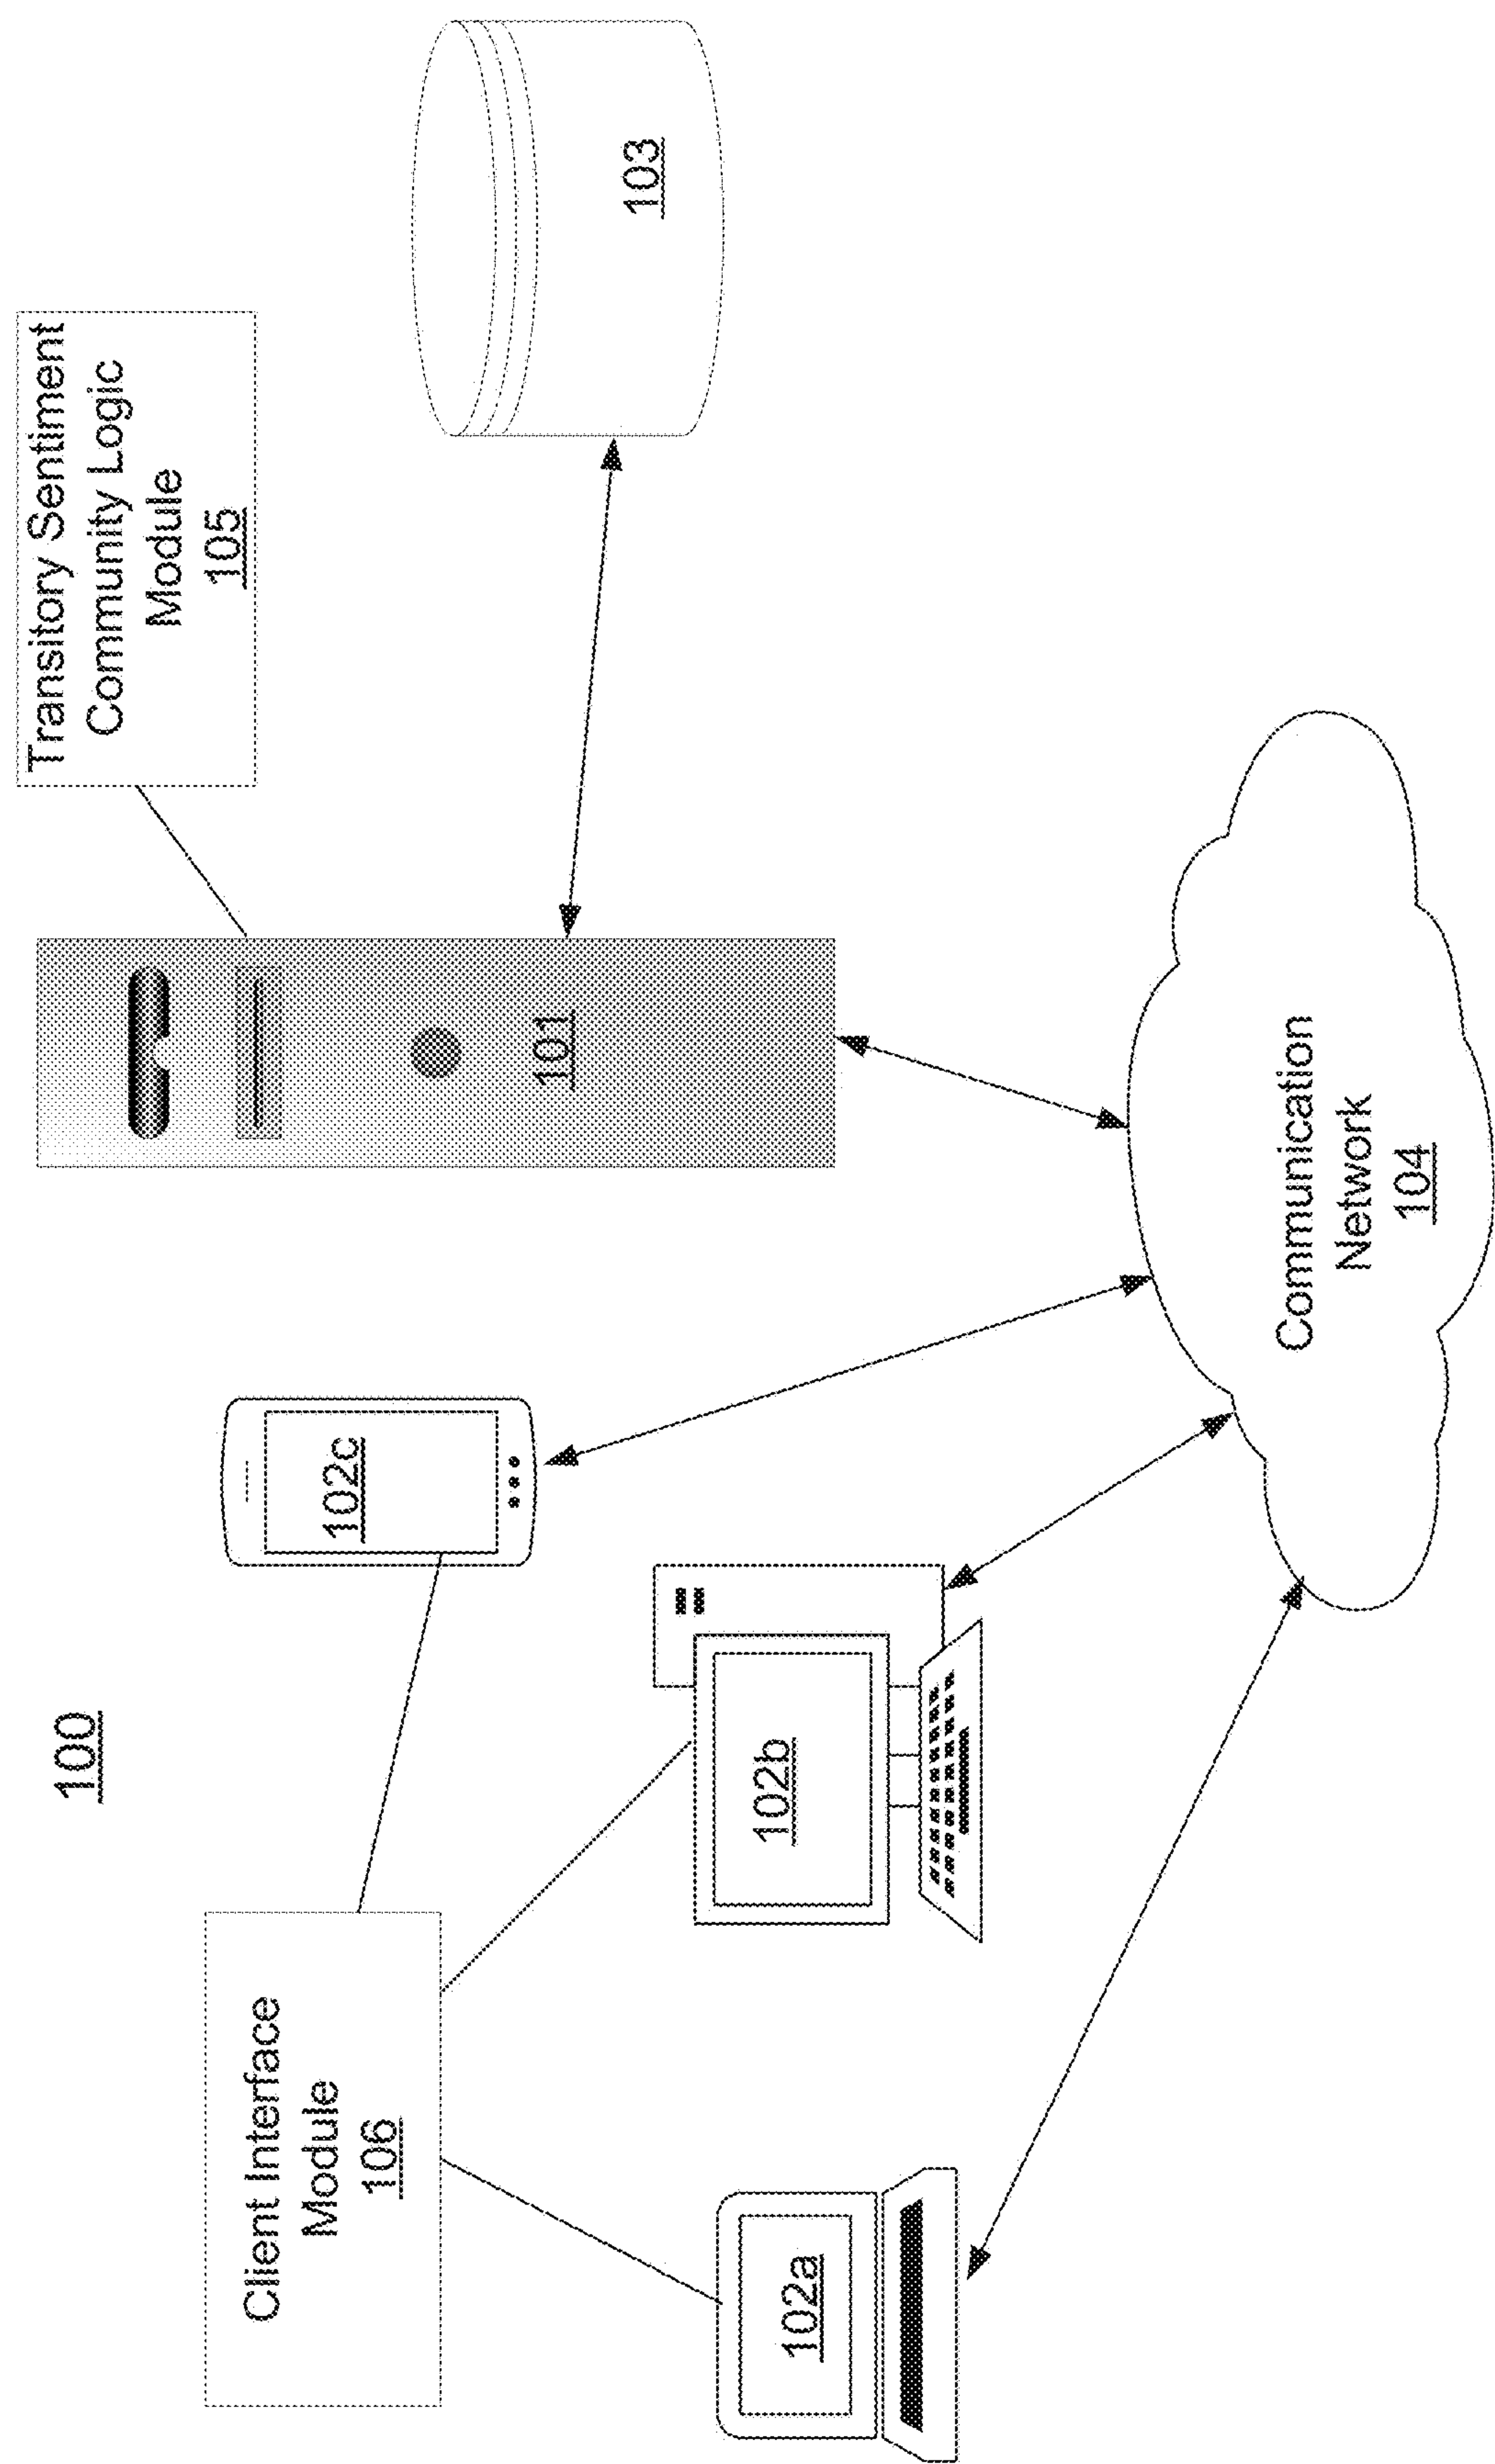 100
Client Interface
Module
106
102a
102b
102c
101
Transitory Sentiment
Community Logic
Module
105
103
Communication
Network
104